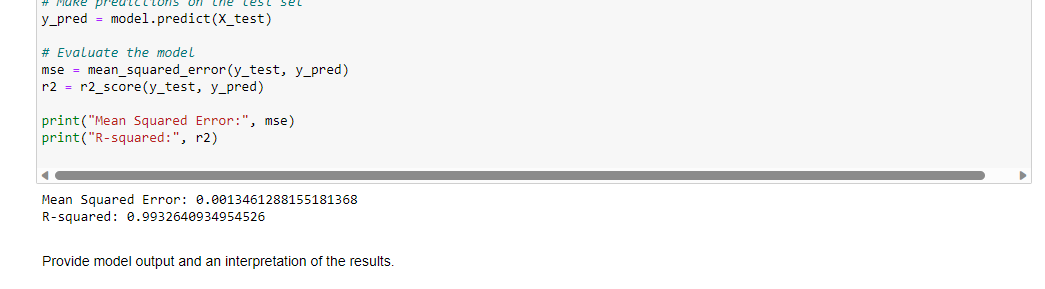 # Make predictions on the test set
y_pred = model.predict(X_test)
# Evaluate the model
mse = mean_squared_error(y_test, y_pred)
r2 = r2_score(y_test, y_pred)
print("Mean Squared Error:", mse)
print("R-squared:", r2)
Mean Squared Error: 0.0013461288155181368
R-squared: 0.9932640934954526
Provide model output and an interpretation of the results.